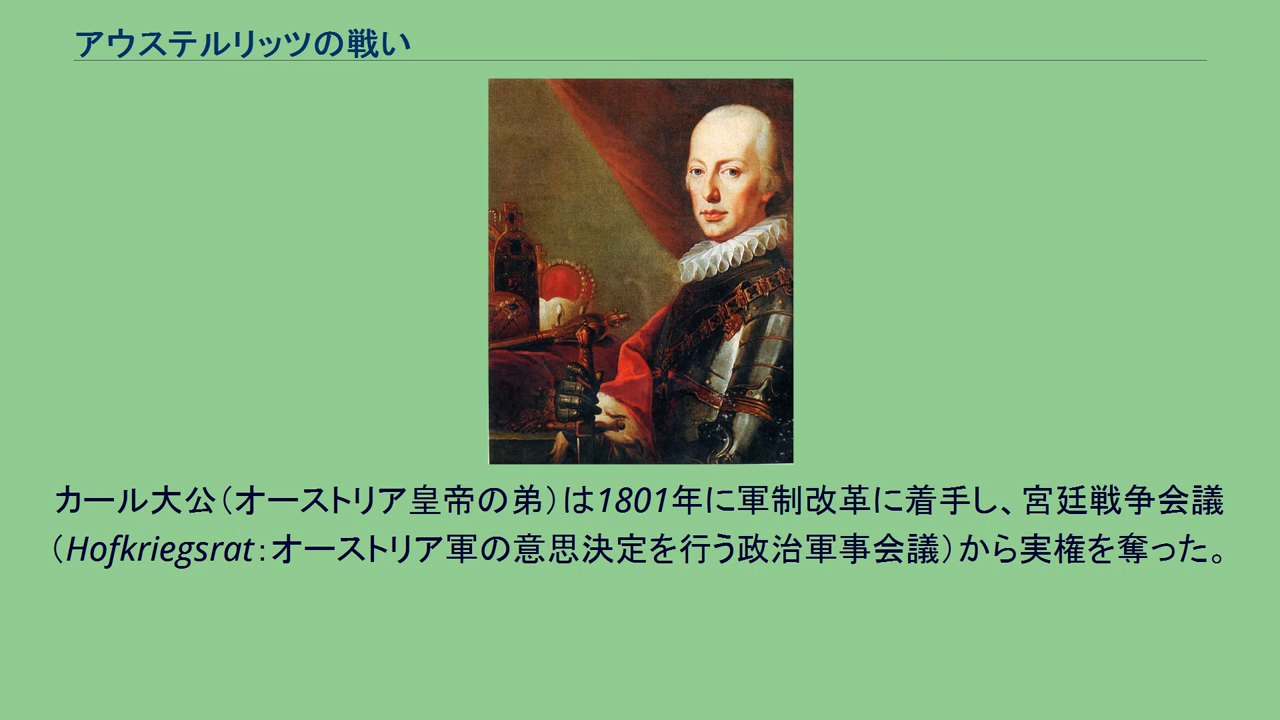 アウステルリッツの戦い
カール大公（オーストリア皇帝の弟）は1801年に軍制改革に着手し、宮廷戦争会議
（Hofkriegsrat：オーストリア軍の意思決定を行う政治軍事会議）から実権を奪った。